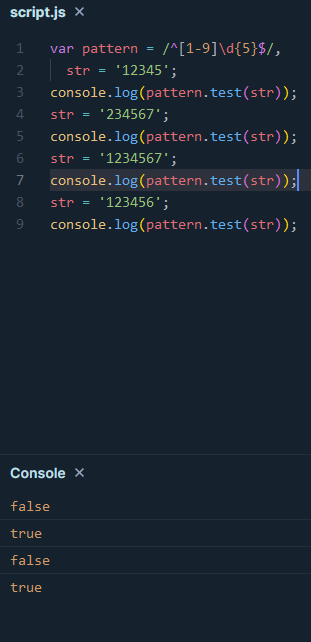 script.js ×
1 var pattern = /^[1-9]\d{5}$/,
2 str = '12345';
3 console.log(pattern.test(str));
4 str = '234567';
5 console.log(pattern.test(str));
6 str = '1234567';
7 console.log(pattern.test(str));
8 str = '123456';
9 console.log(pattern.test(str));
Console ×
false
true
false
true